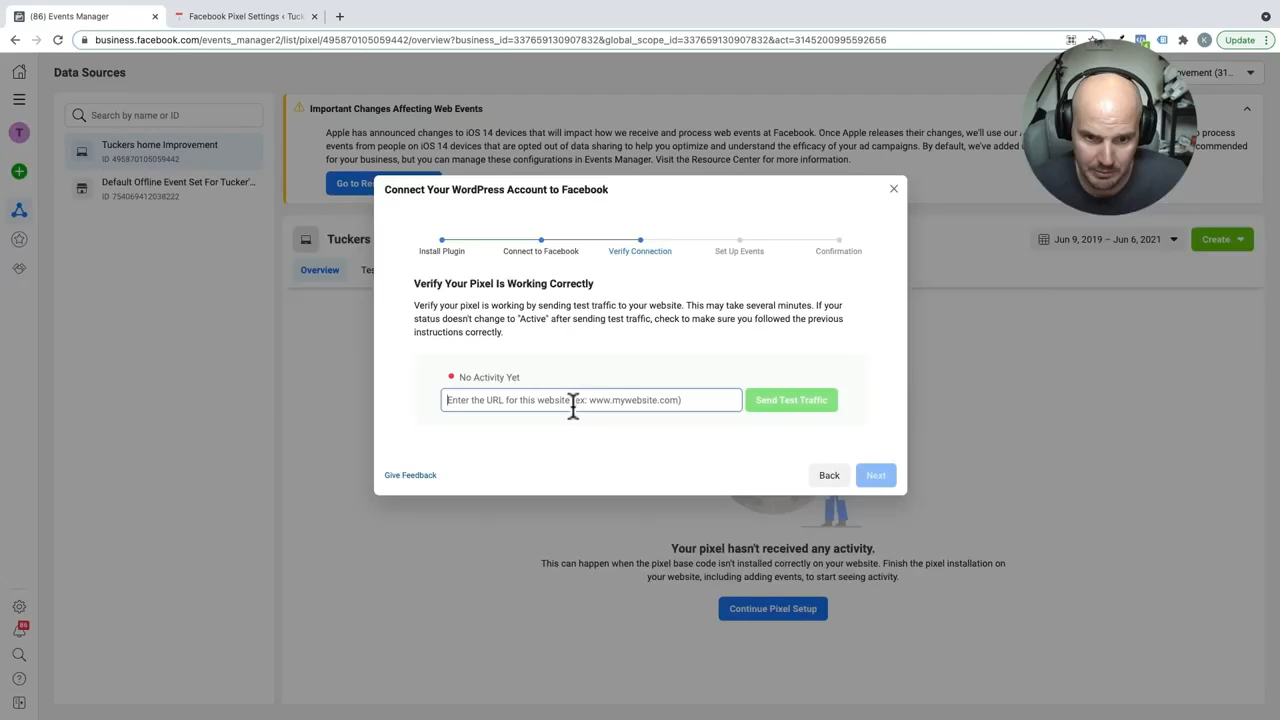 (86) Events Manager
Facebook Pixel Settings ‹ Tuck
business.facebook.com/events_manager2/list/pixel/495870105059442/overview?business_id=337659130907832&global_scope_id=337659130907832&act=3145200995592656
K
Update
Data Sources
ovement (31...
Search by name or ID
Important Changes Affecting Web Events
T
Tuckers home Improvement
ID 495870105059442
Apple has announced changes to iOS 14 devices that will impact how we receive and process web events at Facebook. Once Apple releases their changes, we'll use our
to process
events from people on iOS 14 devices that are opted out of data sharing to help you optimize and understand the efficacy of your ad campaigns. By default, we've added
ommended
for your business, but you can manage these configurations in Events Manager. Visit the Resource Center for more information.
Default Offline Event Set For Tucker'...
ID 754069412038222
Go to Re
Connect Your WordPress Account to Facebook
Tuckers
Jun 9, 2019 – Jun 6, 2021
Create
Install Plugin
Connect to Facebook
Verify Connection
Set Up Events
Confirmation
Overview
Tes
Verify Your Pixel Is Working Correctly
Verify your pixel is working by sending test traffic to your website. This may take several minutes. If your
status doesn't change to "Active" after sending test traffic, check to make sure you followed the previous
instructions correctly.
No Activity Yet
Enter the URL for this website (ex: www.mywebsite.com)
Send Test Traffic
Give Feedback
Back
Next
Your pixel hasn't received any activity.
This can happen when the pixel base code isn't installed correctly on your website. Finish the pixel installation on
your website, including adding events, to start seeing activity.
Continue Pixel Setup
86